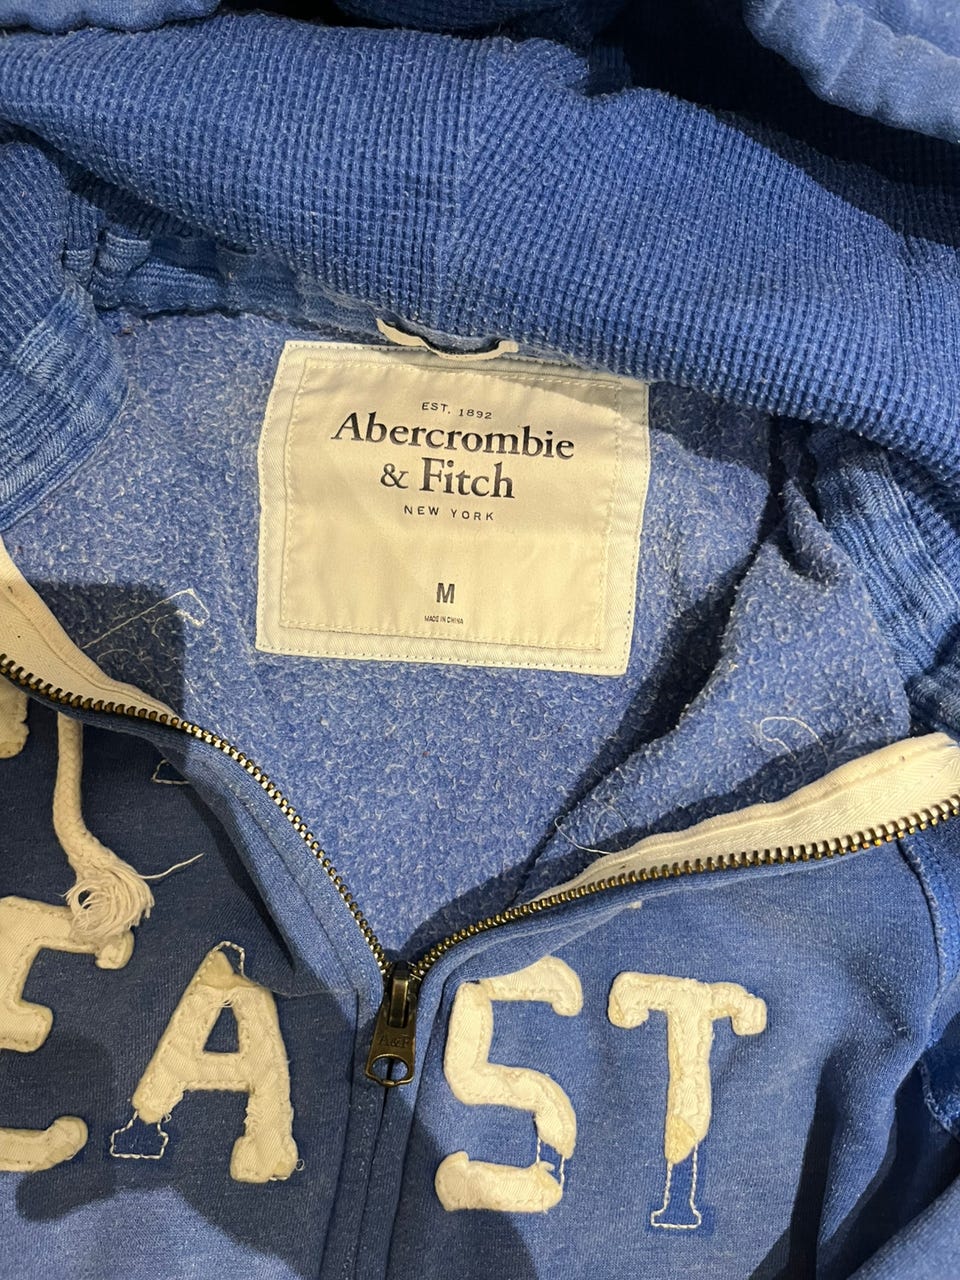 EST. 1892
Abercrombie
& Fitch
NEW YORK
M
MADE IN CHINA
A&F
EAST